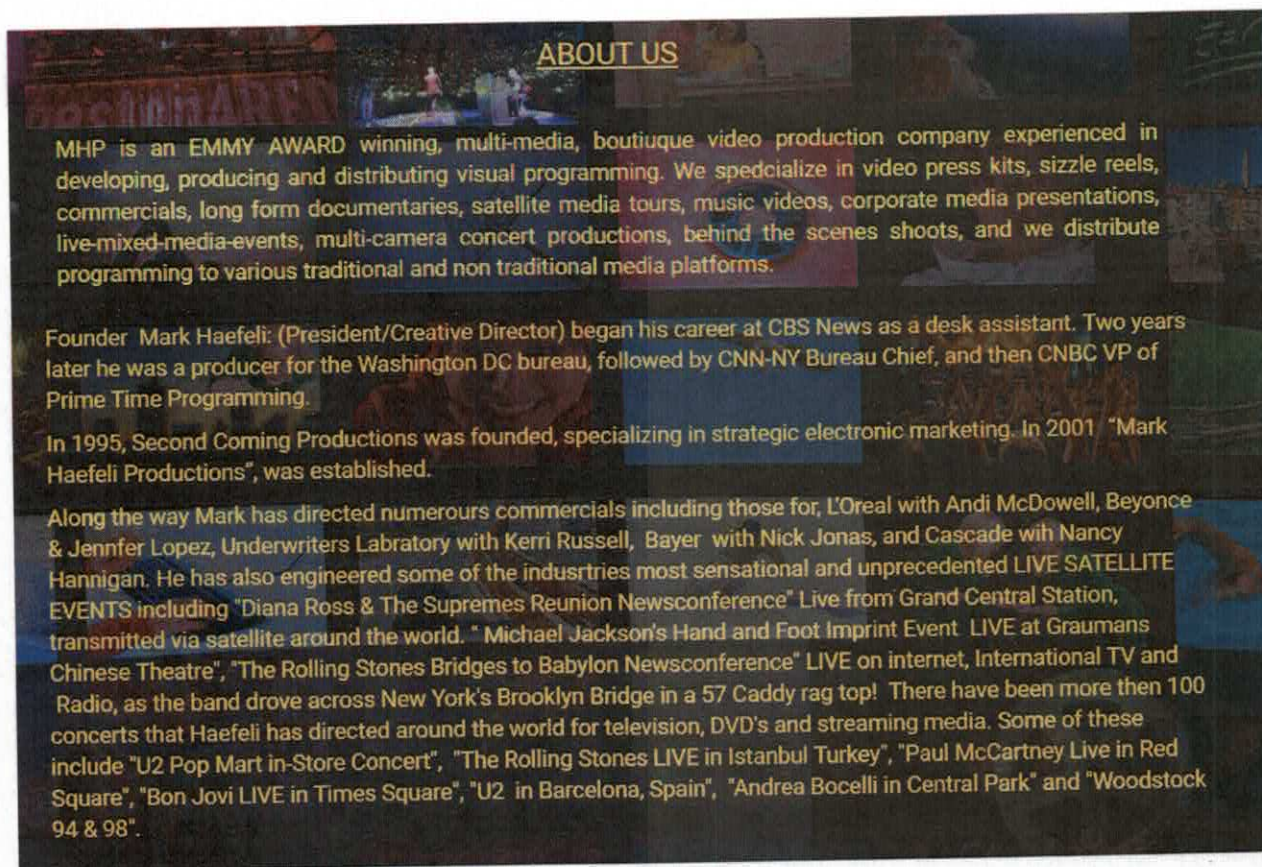 ABOUT US
MHP is an EMMY AWARD winning, multi-media, boutiuque video production company experienced in
developing, producing and distributing visual programming. We spedcialize in video press kits, sizzle reels,
commercials, long form documentaries, satellite media tours, music videos, corporate media presentations,
live-mixed-media-events, multi-camera concert productions, behind the scenes shoots, and we distribute
programming to various traditional and non traditional media platforms.
Founder Mark Haefeli: (President/Creative Director) began his career at CBS News as a desk assistant. Two years
later he was a producer for the Washington DC bureau, followed by CNN-NY Bureau Chief, and then CNBC VP of
Prime Time Programming.
In 1995, Second Coming Productions was founded, specializing in strategic electronic marketing. In 2001 "Mark
Haefeli Productions", was established.
Along the way Mark has directed numerours commercials including those for, L'Oreal with Andi McDowell, Beyonce
& Jennfer Lopez, Underwriters Labratory with Kerri Russell, Bayer with Nick Jonas, and Cascade wih Nancy
Hannigan. He has also engineered some of the indusrtries most sensational and unprecedented LIVE SATELLITE
EVENTS including "Diana Ross & The Supremes Reunion Newsconference" Live from Grand Central Station,
transmitted via satellite around the world. " Michael Jackson's Hand and Foot Imprint Event LIVE at Graumans
Chinese Theatre", "The Rolling Stones Bridges to Babylon Newsconference" LIVE on internet, International TV and
Radio, as the band drove across New York's Brooklyn Bridge in a 57 Caddy rag top! There have been more then 100
concerts that Haefeli has directed around the world for television, DVD's and streaming media. Some of these
include "U2 Pop Mart in-Store Concert", "The Rolling Stones LIVE in Istanbul Turkey", "Paul McCartney Live in Red
Square", "Bon Jovi LIVE in Times Square", "U2 in Barcelona, Spain", "Andrea Bocelli in Central Park" and "Woodstock
94 & 98".